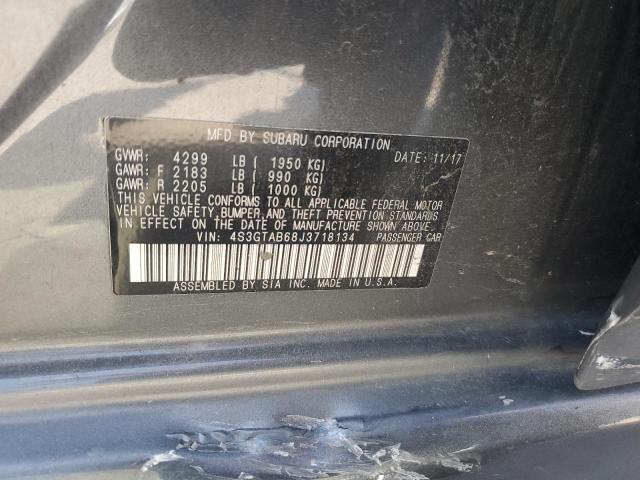 MFD BY SUBARU CORPORATION
GVWR: 4299 LB ( 1950 KG) DATE: 11/17
GAWR: F 2183 LB ( 990 KG)
GAWR: R 2205 LB ( 1000 KG)
THIS VEHICLE CONFORMS TO ALL APPLICABLE FEDERAL MOTOR
VEHICLE SAFETY, BUMPER, AND THEFT PREVENTION STANDARDS
IN EFFECT ON THE DATE OF MANUFACTURE SHOWN ABOVE.
VIN: 4S3GTAB68J3718134 PASSENGER CAR
ASSEMBLED BY SIA INC. MADE IN U.S.A.